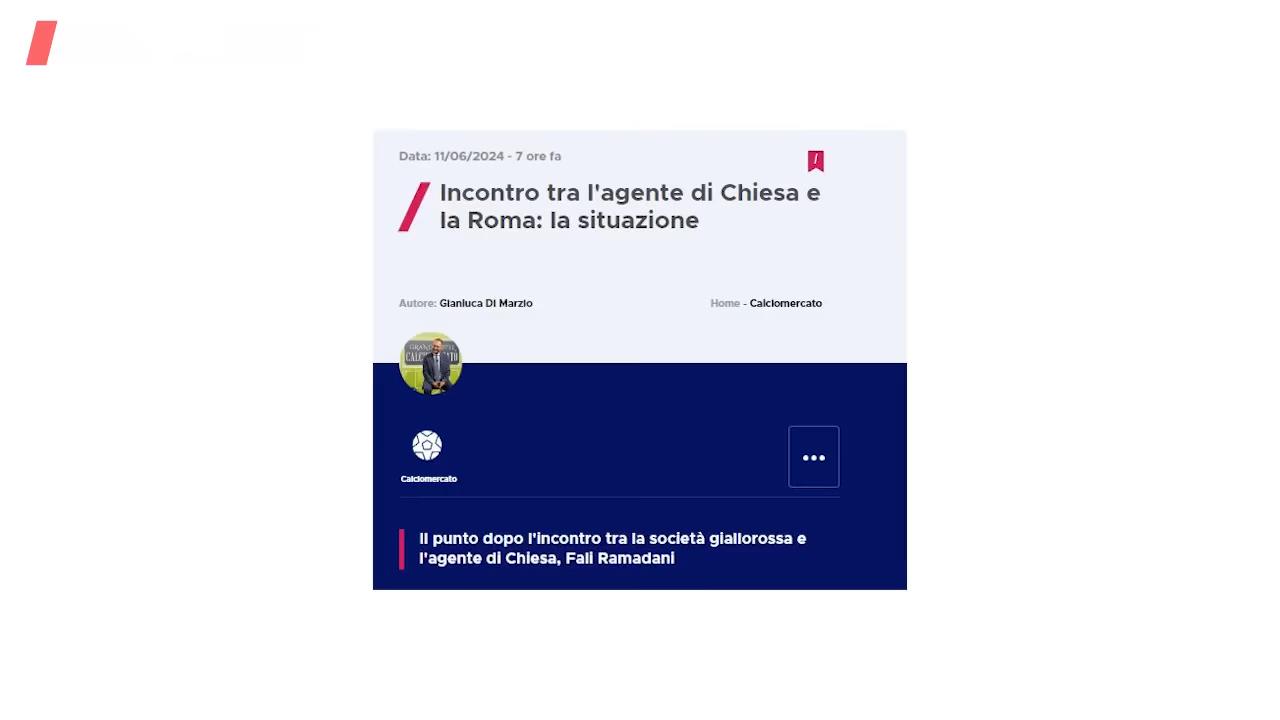 Data: 11/06/2024 - 7 ore fa
Incontro tra l'agente di Chiesa e
la Roma: la situazione
Autore: Gianluca Di Marzio
Home - Calciomercato
Calciomercato
Il punto dopo l'incontro tra la società giallorossa e
l'agente di Chiesa, Fali Ramadani